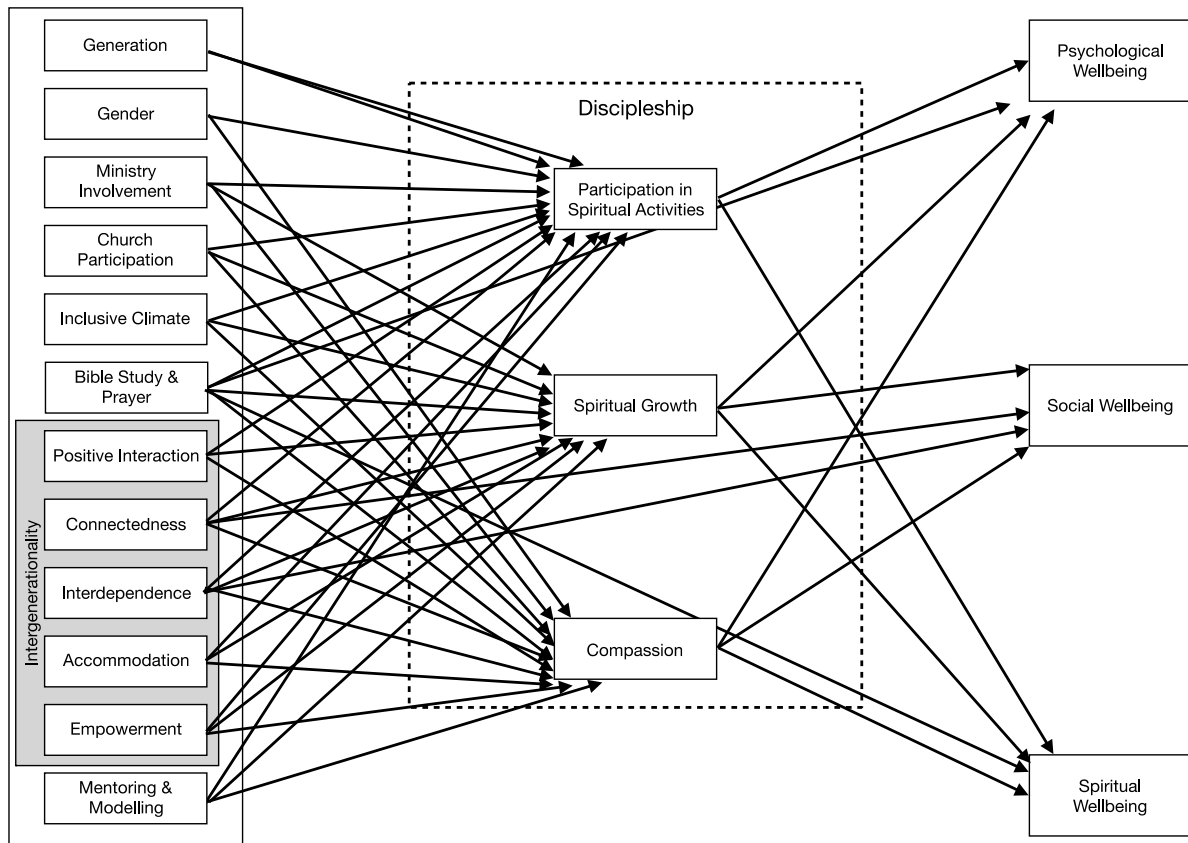 Generation
Gender
Ministry
Involvement
Church
Participation
Inclusive Climate
Bible Study &
Prayer
Intergenerationality
Positive Interaction
Connectedness
Interdependence
Accommodation
Empowerment
Mentoring &
Modelling
Discipleship
Participation in
Spiritual Activities
Spiritual Growth
Compassion
Psychological
Wellbeing
Social Wellbeing
Spiritual
Wellbeing